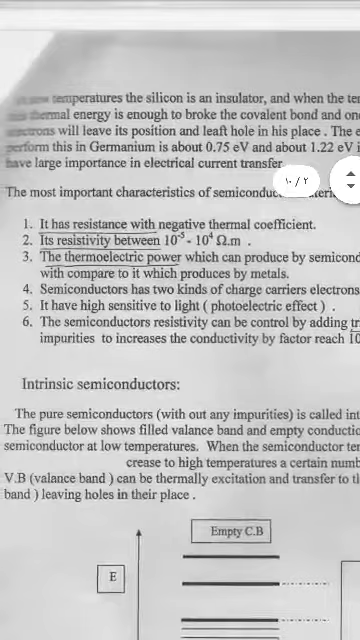 temperatures the silicon is an insulator, and when the ter
thermal energy is enough to broke the covalent bond and on
will leave its position and leaft hole in his place . The e
perform this in Germanium is about 0.75 eV and about 1.22 eV i
have large importance in electrical current transfer
The most important characteristics of semicondu
١٠/٢
1. It has resistance with negative thermal coefficient.
2. Its resistivity between 10⁻⁵ - 10⁴ Ω.m .
3. The thermoelectric power which can produce by semicond
with compare to it which produces by metals.
4. Semiconductors has two kinds of charge carriers electrons
5. It have high sensitive to light ( photoelectric effect ) .
6. The semiconductors resistivity can be control by adding tr
impurities to increases the conductivity by factor reach 10
Intrinsic semiconductors:
The pure semiconductors (with out any impurities) is called int
The figure below shows filled valance band and empty conductio
semiconductor at low temperatures. When the semiconductor ter
crease to high temperatures a certain numb
V.B (valance band ) can be thermally excitation and transfer to th
band ) leaving holes in their place .
Empty C.B
E